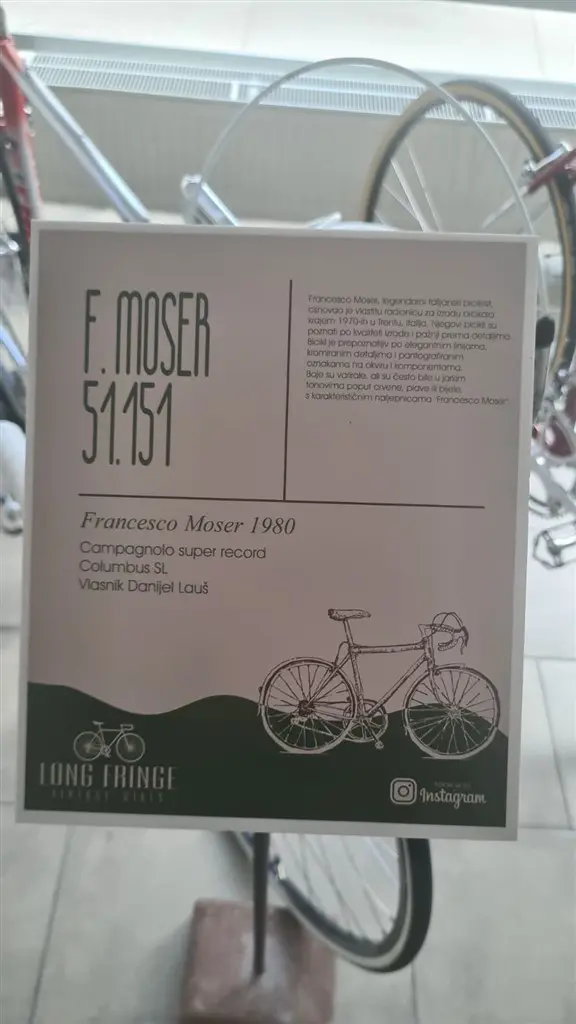 F. MOSER
51.151
Francesco Moser, legendarni talijanski biciklist,
osnovao je vlastitu radionicu za izradu bicikala
krajem 1970-ih u Trentu, Italija. Njegovi bicikli su
poznati po kvaliteti izrade i pažnji prema detaljima.
Bicikl je prepoznatljiv po elegantnim linijama,
kromiranim detaljima i pantografiranim
oznakama na okviru i komponentama.
Boje su varirale, ali su često bile u jarkim
tonovima poput crvene, plave ili bijele,
s karakterističnim naljepnicama "Francesco Moser"
Francesco Moser 1980
Campagnolo super record
Columbus SL
Vlasnik Danijel Lauš
LONG FRINGE
VINTAGE BIKES
Instagram